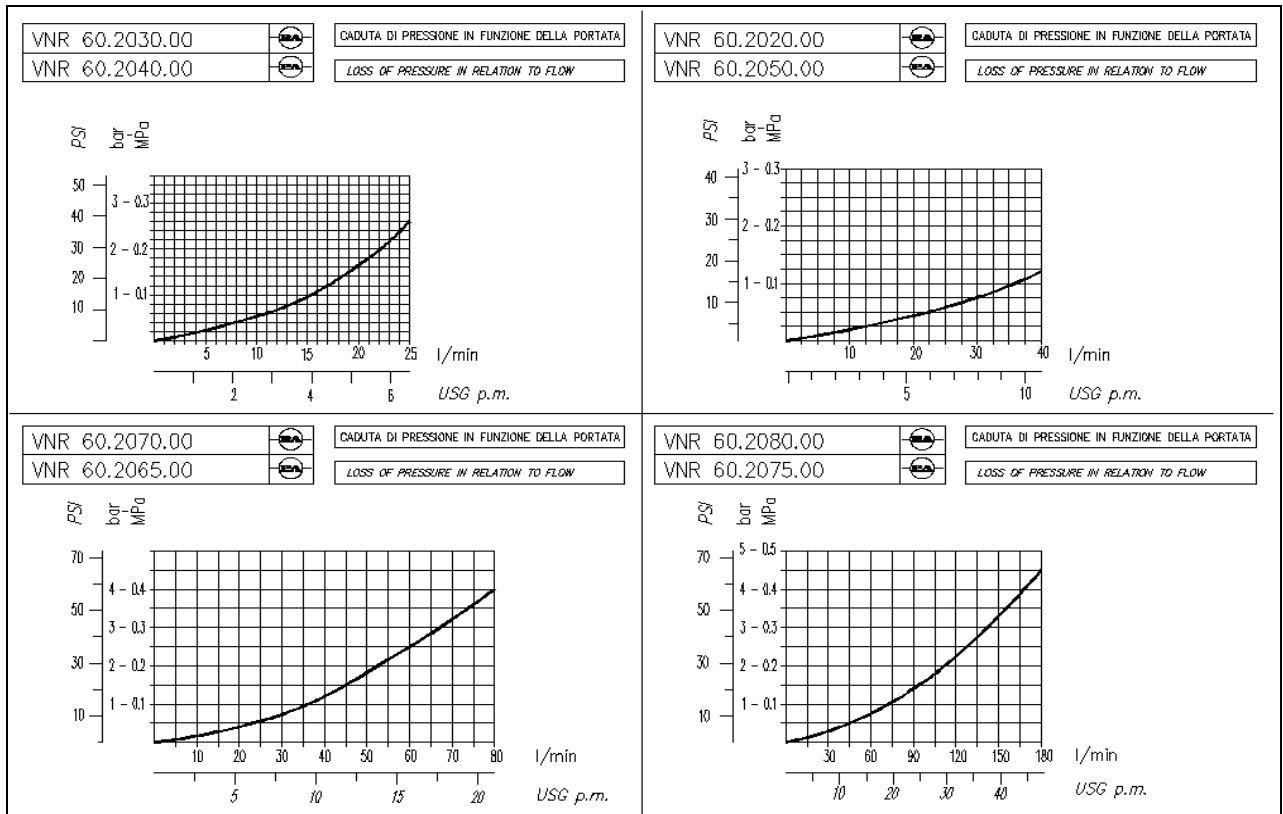 VNR 60.2030.00
VNR 60.2040.00
CADUTA DI PRESSIONE IN FUNZIONE DELLA PORTATA
LOSS OF PRESSURE IN RELATION TO FLOW
PSI bar-MPa
50
40
30
20
10
3 - 0.3
2 - 0.2
1 - 0.1
5 10 15 20 25 l/min
2 4 6 USG p.m.
VNR 60.2020.00
VNR 60.2050.00
CADUTA DI PRESSIONE IN FUNZIONE DELLA PORTATA
LOSS OF PRESSURE IN RELATION TO FLOW
PSI bar-MPa
40
30
20
10
3 - 0.3
2 - 0.2
1 - 0.1
10 20 30 40 l/min
5 10 USG p.m.
VNR 60.2070.00
VNR 60.2065.00
CADUTA DI PRESSIONE IN FUNZIONE DELLA PORTATA
LOSS OF PRESSURE IN RELATION TO FLOW
PSI bar-MPa
70
50
30
10
4 - 0.4
3 - 0.3
2 - 0.2
1 - 0.1
10 20 30 40 50 60 70 80 l/min
5 10 15 20 USG p.m.
VNR 60.2080.00
VNR 60.2075.00
CADUTA DI PRESSIONE IN FUNZIONE DELLA PORTATA
LOSS OF PRESSURE IN RELATION TO FLOW
PSI bar MPa
70
50
30
10
5 - 0.5
4 - 0.4
3 - 0.3
2 - 0.2
1 - 0.1
30 60 90 120 150 180 l/min
10 20 30 40 USG p.m.